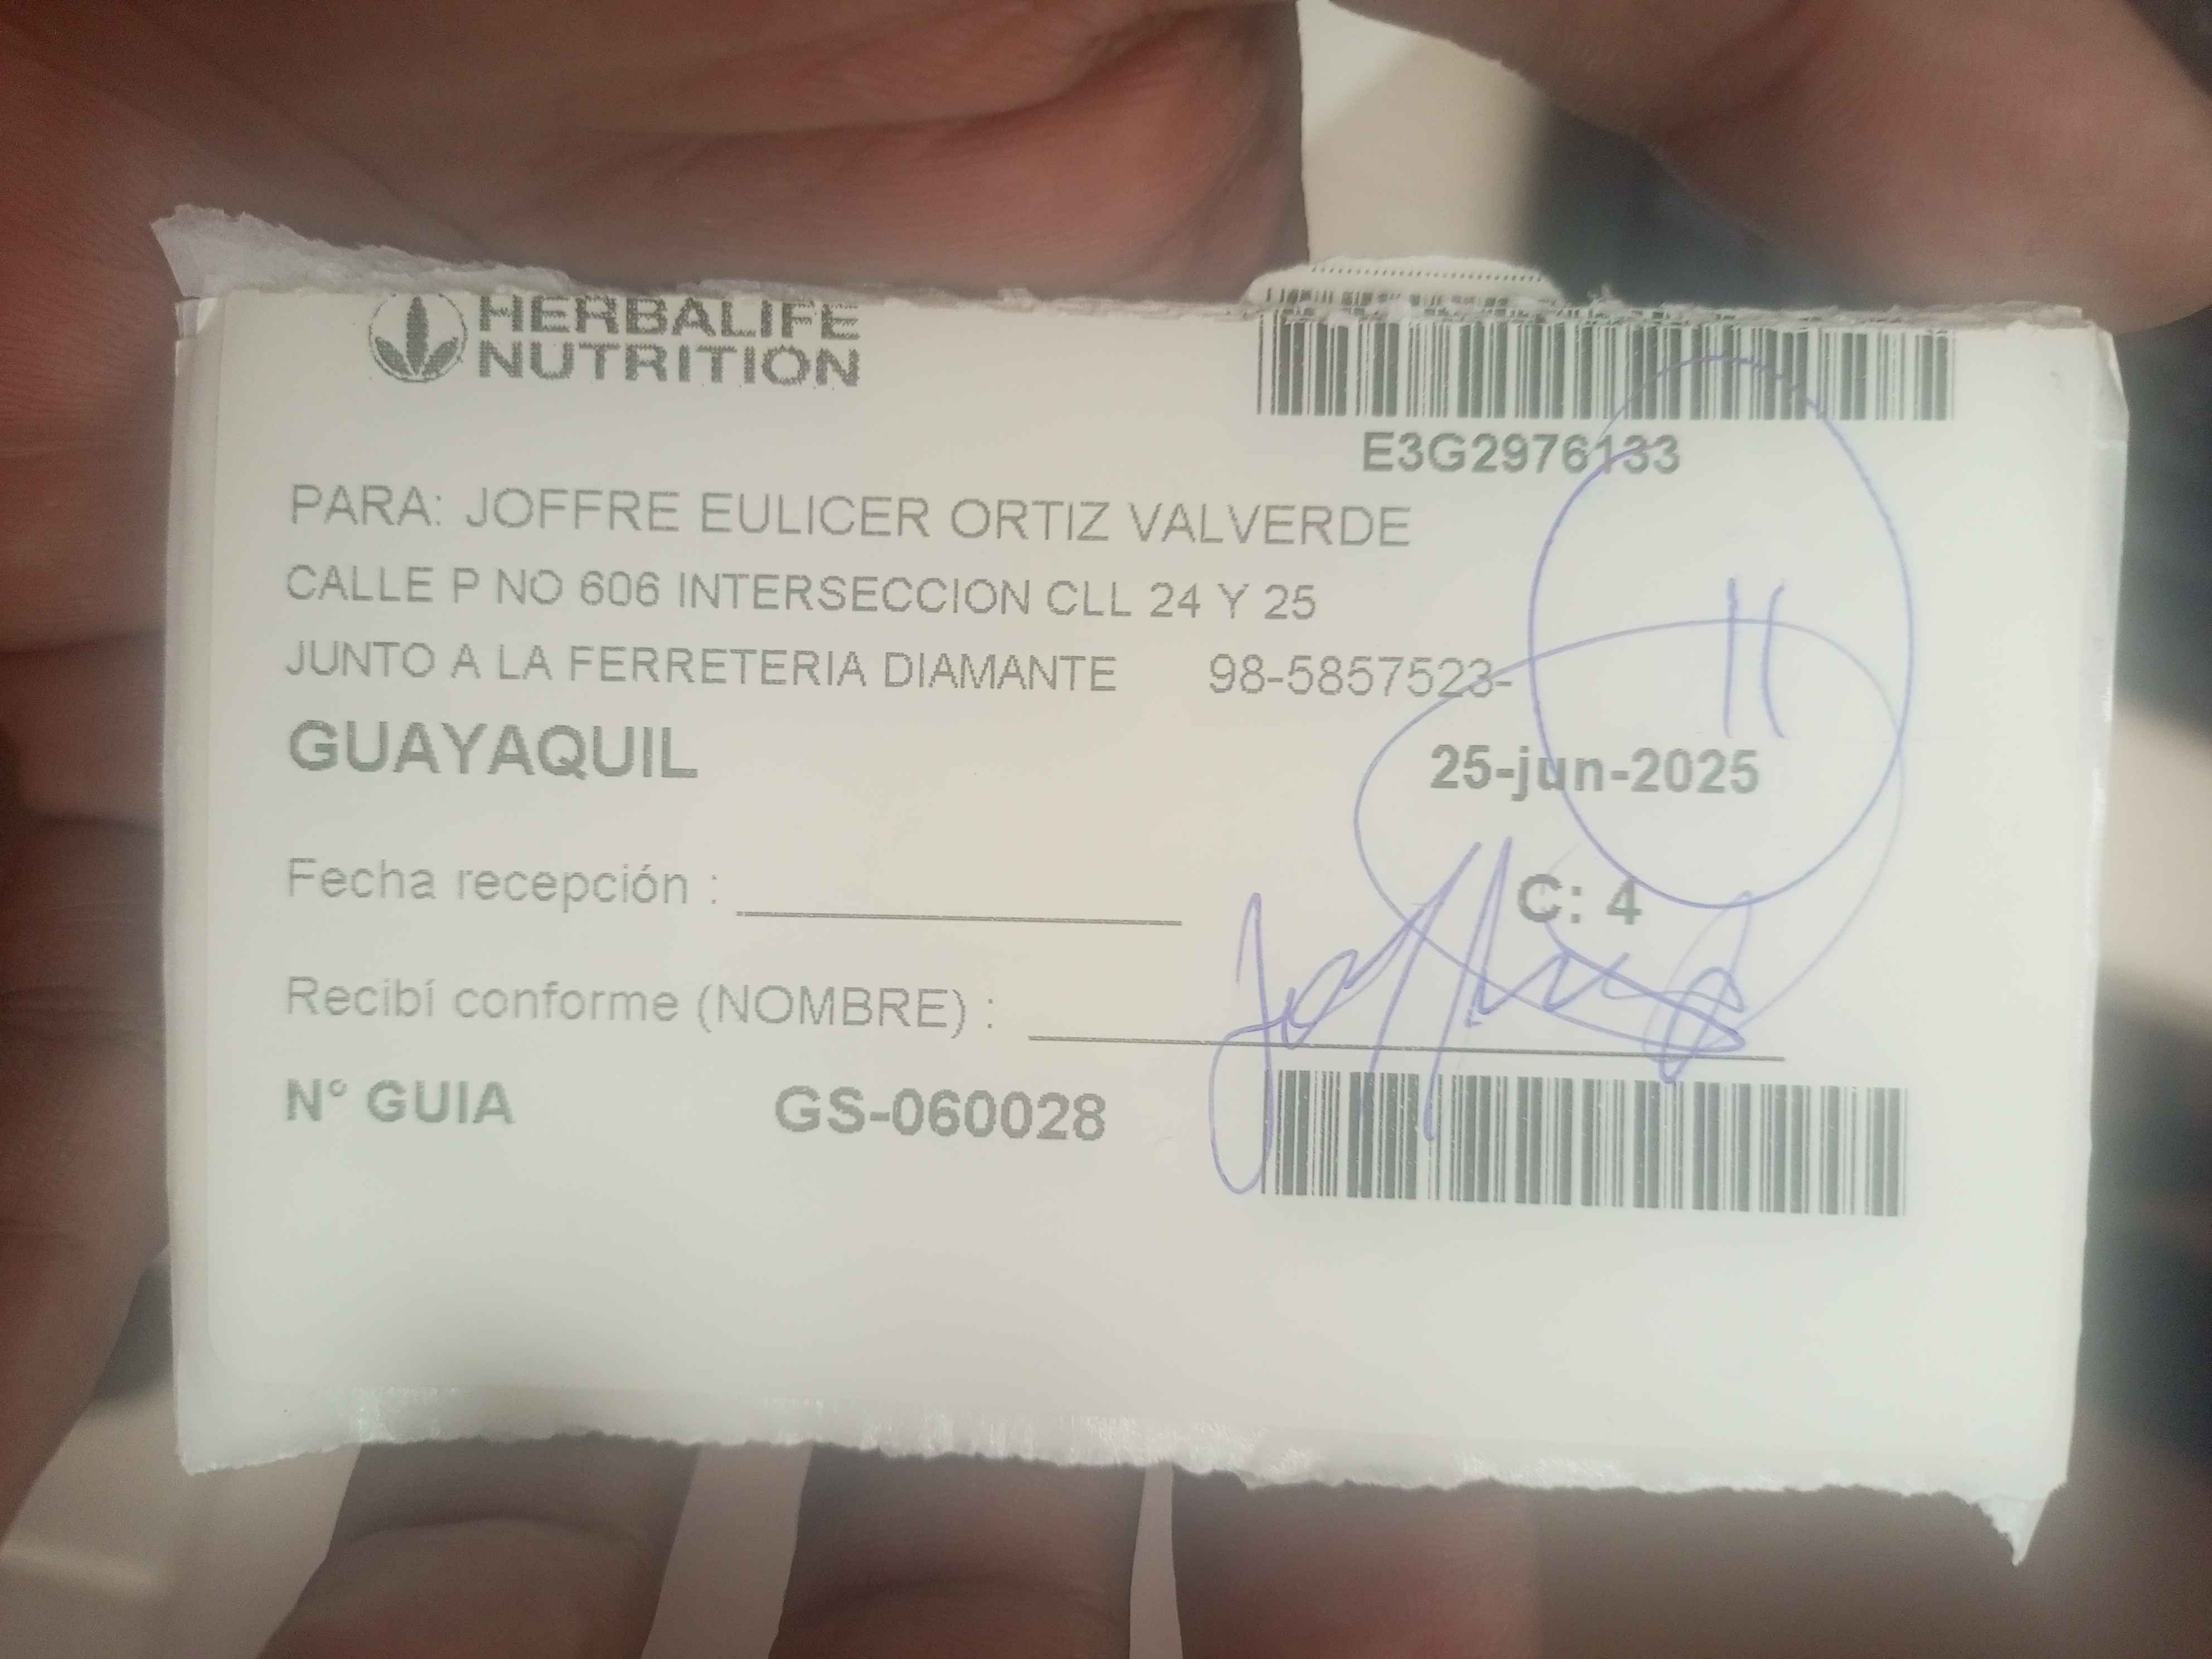 HERBALIFE
NUTRITION
E3G2976133
PARA: JOFFRE EULICER ORTIZ VALVERDE
CALLE P NO 606 INTERSECCION CLL 24 Y 25
JUNTO A LA FERRETERIA DIAMANTE 98-5857523-
GUAYAQUIL
25-jun-2025
11
Fecha recepción :
C: 4
Recibí conforme (NOMBRE) :
N° GUIA GS-060028